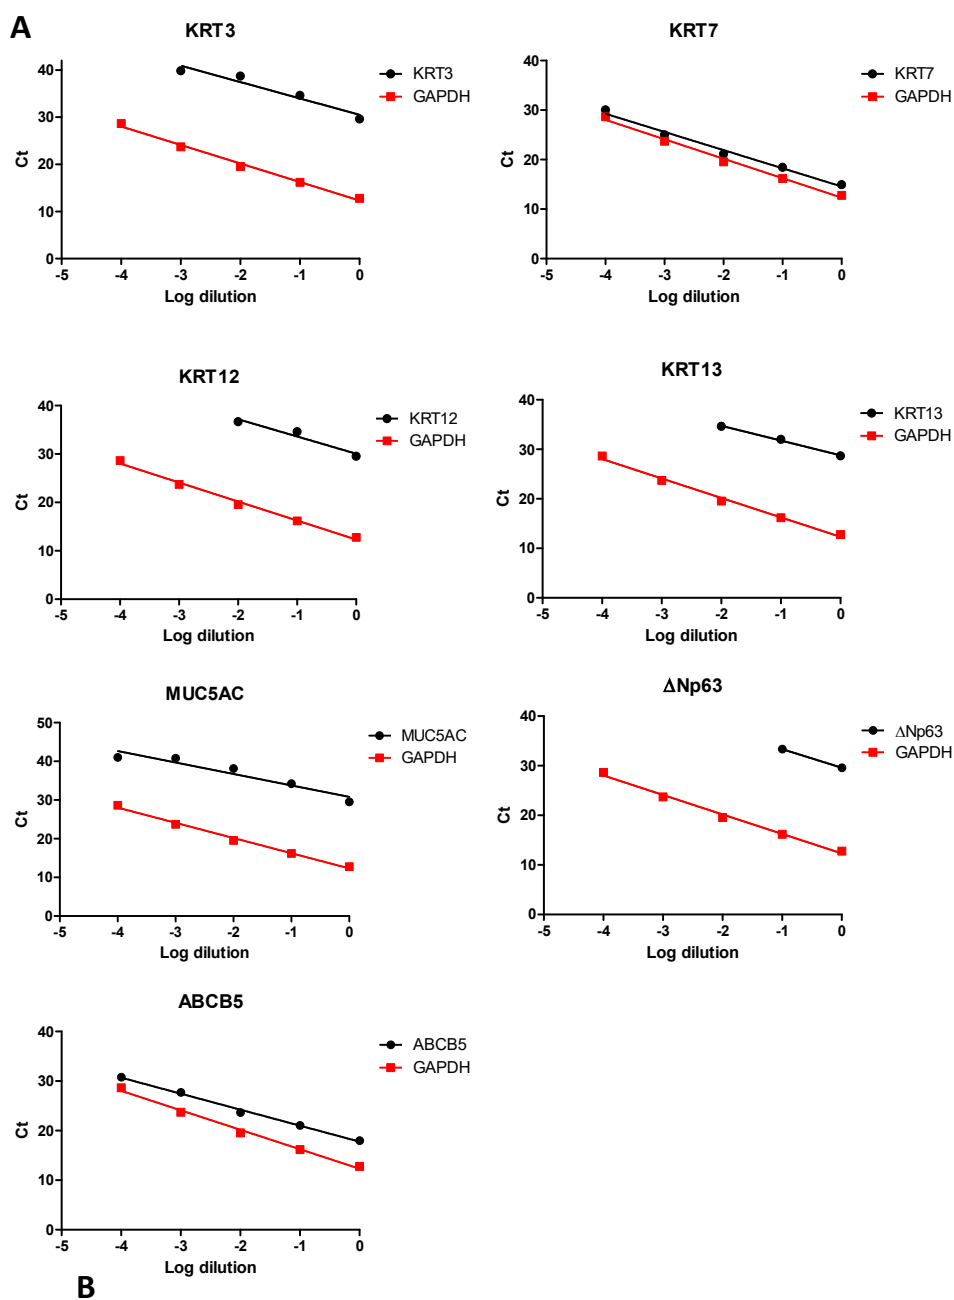 A
KRT3
40
30
20
10
0
-5 -4 -3 -2 -1 0
Ct
Log dilution
KRT3
GAPDH
KRT7
40
30
20
10
0
-5 -4 -3 -2 -1 0
Ct
Log dilution
KRT7
GAPDH
KRT12
40
30
20
10
0
-5 -4 -3 -2 -1 0
Ct
Log dilution
KRT12
GAPDH
KRT13
40
30
20
10
0
-5 -4 -3 -2 -1 0
Ct
Log dilution
KRT13
GAPDH
MUC5AC
50
40
30
20
10
0
-5 -4 -3 -2 -1 0
Ct
Log dilution
MUC5AC
GAPDH
ΔNp63
40
30
20
10
0
-5 -4 -3 -2 -1 0
Ct
Log dilution
ΔNp63
GAPDH
ABCB5
40
30
20
10
0
-5 -4 -3 -2 -1 0
Ct
Log dilution
ABCB5
GAPDH
B